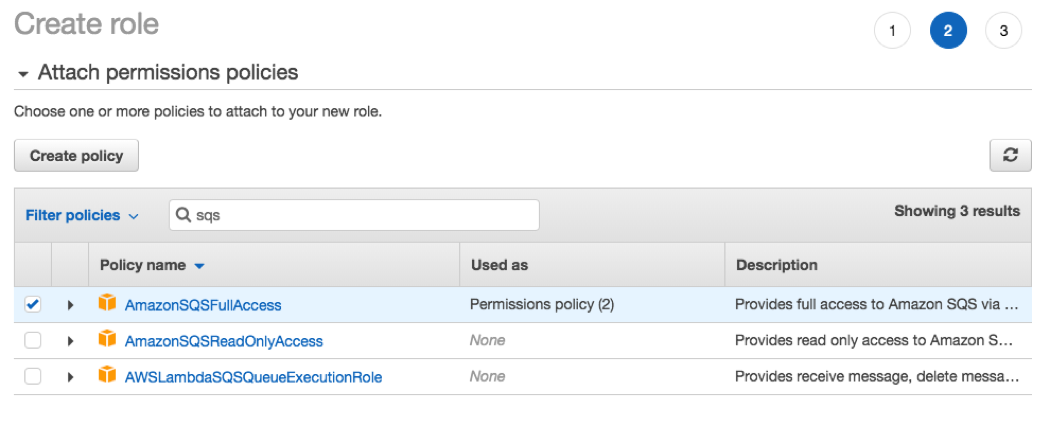 Create role
1 2 3
Attach permissions policies
Choose one or more policies to attach to your new role.
Create policy
Filter policies sqs Showing 3 results
Policy name Used as Description
AmazonSQSFullAccess Permissions policy (2) Provides full access to Amazon SQS via ...
AmazonSQSReadOnlyAccess None Provides read only access to Amazon S...
AWSLambdaSQSQueueExecutionRole None Provides receive message, delete messa...